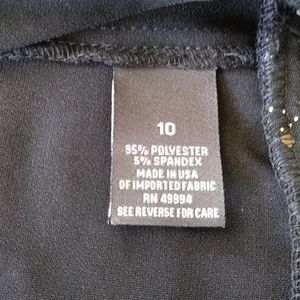 10
95% POLYESTER
5% SPANDEX
MADE IN USA
OF IMPORTED FABRIC
RN 49994
SEE REVERSE FOR CARE